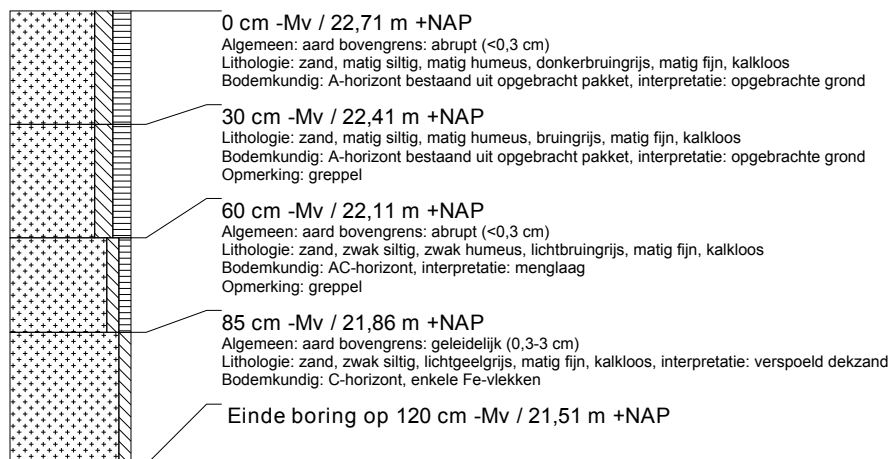 0 cm -Mv / 22,71 m +NAP
Algemeen: aard bovengrens: abrupt (<0,3 cm)
Lithologie: zand, matig siltig, matig humeus, donkerbruingrijs, matig fijn, kalkloos
Bodemkundig: A-horizont bestaand uit opgebracht pakket, interpretatie: opgebrachte grond
30 cm -Mv / 22,41 m +NAP
Lithologie: zand, matig siltig, matig humeus, bruingrijs, matig fijn, kalkloos
Bodemkundig: A-horizont bestaand uit opgebracht pakket, interpretatie: opgebrachte grond
Opmerking: greppel
60 cm -Mv / 22,11 m +NAP
Algemeen: aard bovengrens: abrupt (<0,3 cm)
Lithologie: zand, zwak siltig, zwak humeus, lichtbruingrijs, matig fijn, kalkloos
Bodemkundig: AC-horizont, interpretatie: menglaag
Opmerking: greppel
85 cm -Mv / 21,86 m +NAP
Algemeen: aard bovengrens: geleidelijk (0,3-3 cm)
Lithologie: zand, zwak siltig, lichtgeelgrijs, matig fijn, kalkloos, interpretatie: verspoeld dekzand
Bodemkundig: C-horizont, enkele Fe-vlekken
Einde boring op 120 cm -Mv / 21,51 m +NAP